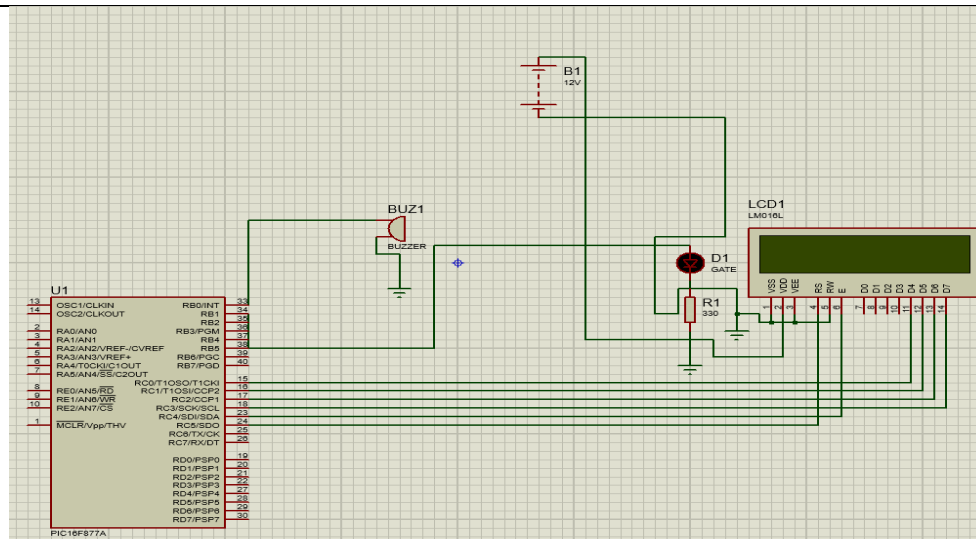 B1
12V
BUZ1
BUZZER
D1
GATE
R1
330
LCD1
LM016L
VSS VDD VEE RS RW E D0 D1 D2 D3 D4 D5 D6 D7
1 2 3 4 5 6 7 8 9 10 11 12 13 14
U1
13 OSC1/CLKIN RB0/INT 33
14 OSC2/CLKOUT RB1 34
RB2 35
2 RA0/AN0 RB3/PGM 36
3 RA1/AN1 RB4 37
4 RA2/AN2/VREF-/CVREF RB5 38
5 RA3/AN3/VREF+ RB6/PGC 39
6 RA4/T0CKI/C1OUT RB7/PGD 40
7 RA5/AN4/SS/C2OUT
RC0/T1OSO/T1CKI 15
8 RE0/AN5/RD RC1/T1OSI/CCP2 16
9 RE1/AN6/WR RC2/CCP1 17
10 RE2/AN7/CS RC3/SCK/SCL 18
RC4/SDI/SDA 23
1 MCLR/Vpp/THV RC5/SDO 24
RC6/TX/CK 25
RC7/RX/DT 26
RD0/PSP0 19
RD1/PSP1 20
RD2/PSP2 21
RD3/PSP3 22
RD4/PSP4 27
RD5/PSP5 28
RD6/PSP6 29
RD7/PSP7 30
PIC16F877A